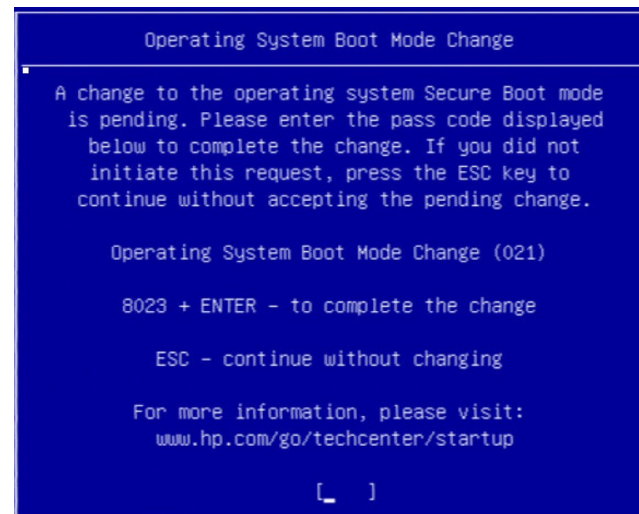 Operating System Boot Mode Change
A change to the operating system Secure Boot mode
is pending. Please enter the pass code displayed
below to complete the change. If you did not
initiate this request, press the ESC key to
continue without accepting the pending change.
Operating System Boot Mode Change (021)
8023 + ENTER - to complete the change
ESC - continue without changing
For more information, please visit:
www.hp.com/go/techcenter/startup
[_ ]